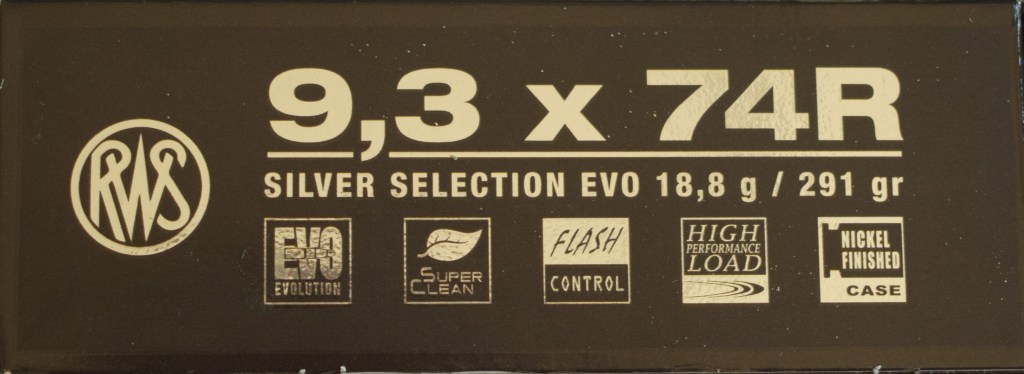 RWS
9,3 x 74R
SILVER SELECTION EVO 18,8 g / 291 gr
EVO
EVOLUTION
SUPER
CLEAN
FLASH
CONTROL
HIGH
PERFORMANCE
LOAD
NICKEL
FINISHED
CASE